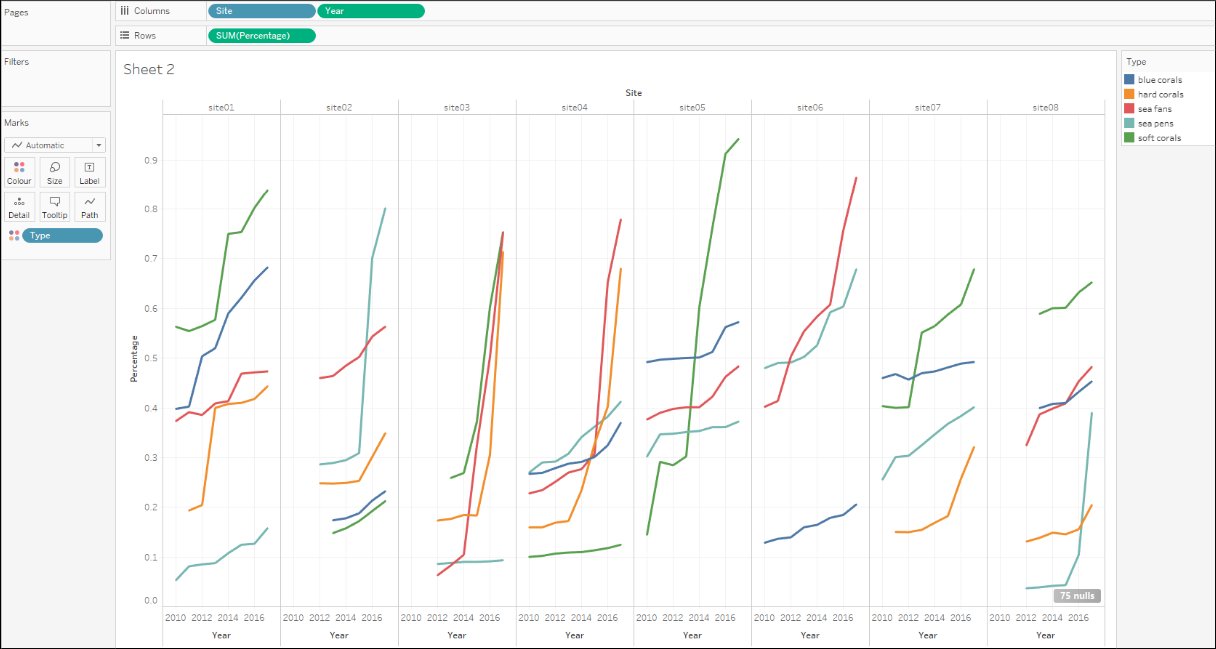 Pages
Columns
Site
Year
Rows
SUM(Percentage)
Filters
Marks
Automatic
Colour
Size
Label
Detail
Tooltip
Path
Type
Sheet 2
Site
site01
site02
site03
site04
site05
site06
site07
site08
Percentage
0.9
0.8
0.7
0.6
0.5
0.4
0.3
0.2
0.1
0.0
75 nulls
2010 2012 2014 2016
2010 2012 2014 2016
2010 2012 2014 2016
2010 2012 2014 2016
2010 2012 2014 2016
2010 2012 2014 2016
2010 2012 2014 2016
2010 2012 2014 2016
Year
Year
Year
Year
Year
Year
Year
Year
Type
blue corals
hard corals
sea fans
sea pens
soft corals